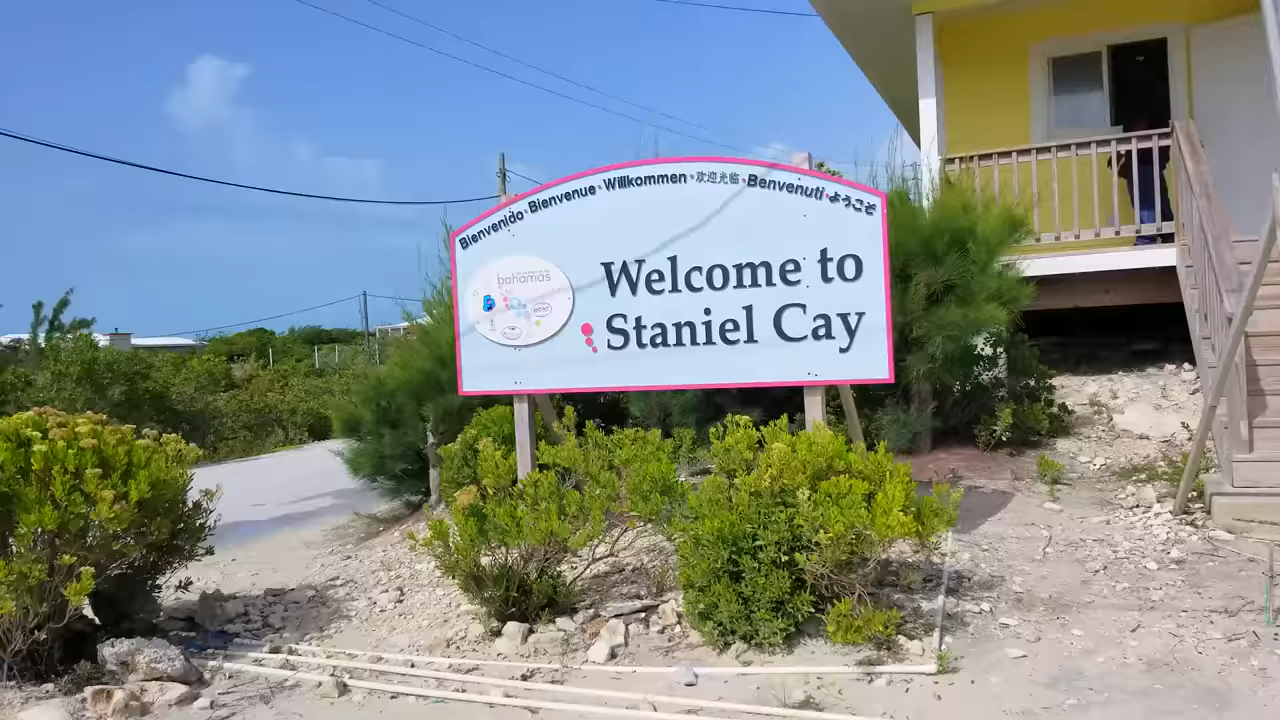 Bienvenido • Bienvenue • Willkommen • 欢迎光临 • Benvenuti • ようこそ
bahamas
Welcome to
Staniel Cay